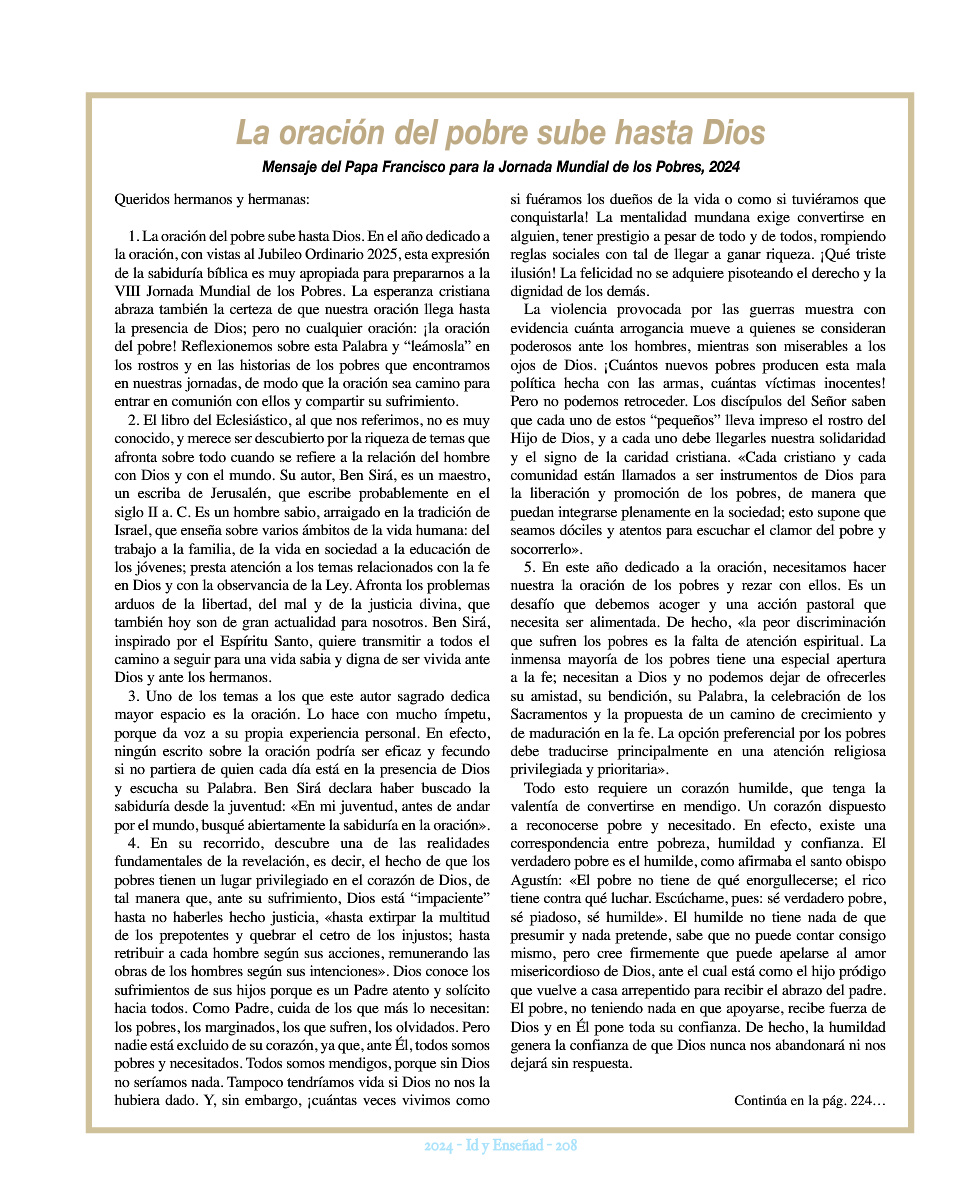 La oración del pobre sube hasta Dios
Mensaje del Papa Francisco para la Jornada Mundial de los Pobres, 2024
Queridos hermanos y hermanas:
1. La oración del pobre sube hasta Dios. En el año dedicado a
la oración, con vistas al Jubileo Ordinario 2025, esta expresión
de la sabiduría bíblica es muy apropiada para prepararnos a la
VIII Jornada Mundial de los Pobres. La esperanza cristiana
abraza también la certeza de que nuestra oración llega hasta
la presencia de Dios; pero no cualquier oración: ¡la oración
del pobre! Reflexionemos sobre esta Palabra y “leámosla” en
los rostros y en las historias de los pobres que encontramos
en nuestras jornadas, de modo que la oración sea camino para
entrar en comunión con ellos y compartir su sufrimiento.
2. El libro del Eclesiástico, al que nos referimos, no es muy
conocido, y merece ser descubierto por la riqueza de temas que
afronta sobre todo cuando se refiere a la relación del hombre
con Dios y con el mundo. Su autor, Ben Sirá, es un maestro,
un escriba de Jerusalén, que escribe probablemente en el
siglo II a. C. Es un hombre sabio, arraigado en la tradición de
Israel, que enseña sobre varios ámbitos de la vida humana: del
trabajo a la familia, de la vida en sociedad a la educación de
los jóvenes; presta atención a los temas relacionados con la fe
en Dios y con la observancia de la Ley. Afronta los problemas
arduos de la libertad, del mal y de la justicia divina, que
también hoy son de gran actualidad para nosotros. Ben Sirá,
inspirado por el Espíritu Santo, quiere transmitir a todos el
camino a seguir para una vida sabia y digna de ser vivida ante
Dios y ante los hermanos.
3. Uno de los temas a los que este autor sagrado dedica
mayor espacio es la oración. Lo hace con mucho ímpetu,
porque da voz a su propia experiencia personal. En efecto,
ningún escrito sobre la oración podría ser eficaz y fecundo
si no partiera de quien cada día está en la presencia de Dios
y escucha su Palabra. Ben Sirá declara haber buscado la
sabiduría desde la juventud: «En mi juventud, antes de andar
por el mundo, busqué abiertamente la sabiduría en la oración».
4. En su recorrido, descubre una de las realidades
fundamentales de la revelación, es decir, el hecho de que los
pobres tienen un lugar privilegiado en el corazón de Dios, de
tal manera que, ante su sufrimiento, Dios está “impaciente”
hasta no haberles hecho justicia, «hasta extirpar la multitud
de los prepotentes y quebrar el cetro de los injustos; hasta
retribuir a cada hombre según sus acciones, remunerando las
obras de los hombres según sus intenciones». Dios conoce los
sufrimientos de sus hijos porque es un Padre atento y solícito
hacia todos. Como Padre, cuida de los que más lo necesitan:
los pobres, los marginados, los que sufren, los olvidados. Pero
nadie está excluido de su corazón, ya que, ante Él, todos somos
pobres y necesitados. Todos somos mendigos, porque sin Dios
no seríamos nada. Tampoco tendríamos vida si Dios no nos la
hubiera dado. Y, sin embargo, ¡cuántas veces vivimos como
si fuéramos los dueños de la vida o como si tuviéramos que
conquistarla! La mentalidad mundana exige convertirse en
alguien, tener prestigio a pesar de todo y de todos, rompiendo
reglas sociales con tal de llegar a ganar riqueza. ¡Qué triste
ilusión! La felicidad no se adquiere pisoteando el derecho y la
dignidad de los demás.
La violencia provocada por las guerras muestra con
evidencia cuánta arrogancia mueve a quienes se consideran
poderosos ante los hombres, mientras son miserables a los
ojos de Dios. ¡Cuántos nuevos pobres producen esta mala
política hecha con las armas, cuántas víctimas inocentes!
Pero no podemos retroceder. Los discípulos del Señor saben
que cada uno de estos “pequeños” lleva impreso el rostro del
Hijo de Dios, y a cada uno debe llegarles nuestra solidaridad
y el signo de la caridad cristiana. «Cada cristiano y cada
comunidad están llamados a ser instrumentos de Dios para
la liberación y promoción de los pobres, de manera que
puedan integrarse plenamente en la sociedad; esto supone que
seamos dóciles y atentos para escuchar el clamor del pobre y
socorrerlo».
5. En este año dedicado a la oración, necesitamos hacer
nuestra la oración de los pobres y rezar con ellos. Es un
desafío que debemos acoger y una acción pastoral que
necesita ser alimentada. De hecho, «la peor discriminación
que sufren los pobres es la falta de atención espiritual. La
inmensa mayoría de los pobres tiene una especial apertura
a la fe; necesitan a Dios y no podemos dejar de ofrecerles
su amistad, su bendición, su Palabra, la celebración de los
Sacramentos y la propuesta de un camino de crecimiento y
de maduración en la fe. La opción preferencial por los pobres
debe traducirse principalmente en una atención religiosa
privilegiada y prioritaria».
Todo esto requiere un corazón humilde, que tenga la
valentía de convertirse en mendigo. Un corazón dispuesto
a reconocerse pobre y necesitado. En efecto, existe una
correspondencia entre pobreza, humildad y confianza. El
verdadero pobre es el humilde, como afirmaba el santo obispo
Agustín: «El pobre no tiene de qué enorgullecerse; el rico
tiene contra qué luchar. Escúchame, pues: sé verdadero pobre,
sé piadoso, sé humilde». El humilde no tiene nada de que
presumir y nada pretende, sabe que no puede contar consigo
mismo, pero cree firmemente que puede apelarse al amor
misericordioso de Dios, ante el cual está como el hijo pródigo
que vuelve a casa arrepentido para recibir el abrazo del padre.
El pobre, no teniendo nada en que apoyarse, recibe fuerza de
Dios y en Él pone toda su confianza. De hecho, la humildad
genera la confianza de que Dios nunca nos abandonará ni nos
dejará sin respuesta.
Continúa en la pág. 224…
2024 - Id y Enseñad - 208